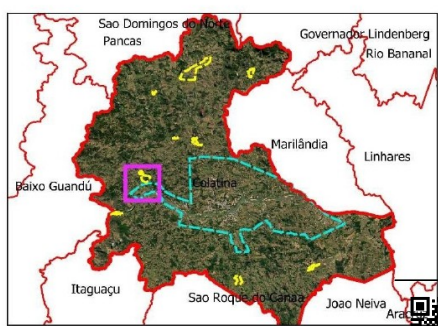 Sao Domingos do Norte
Governador Lindenberg
Pancas
Rio Bananal
Marilândia
Linhares
Baixo Guandú
Colatina
Itaguaçu
Sao Roque do Canaa
Joao Neiva